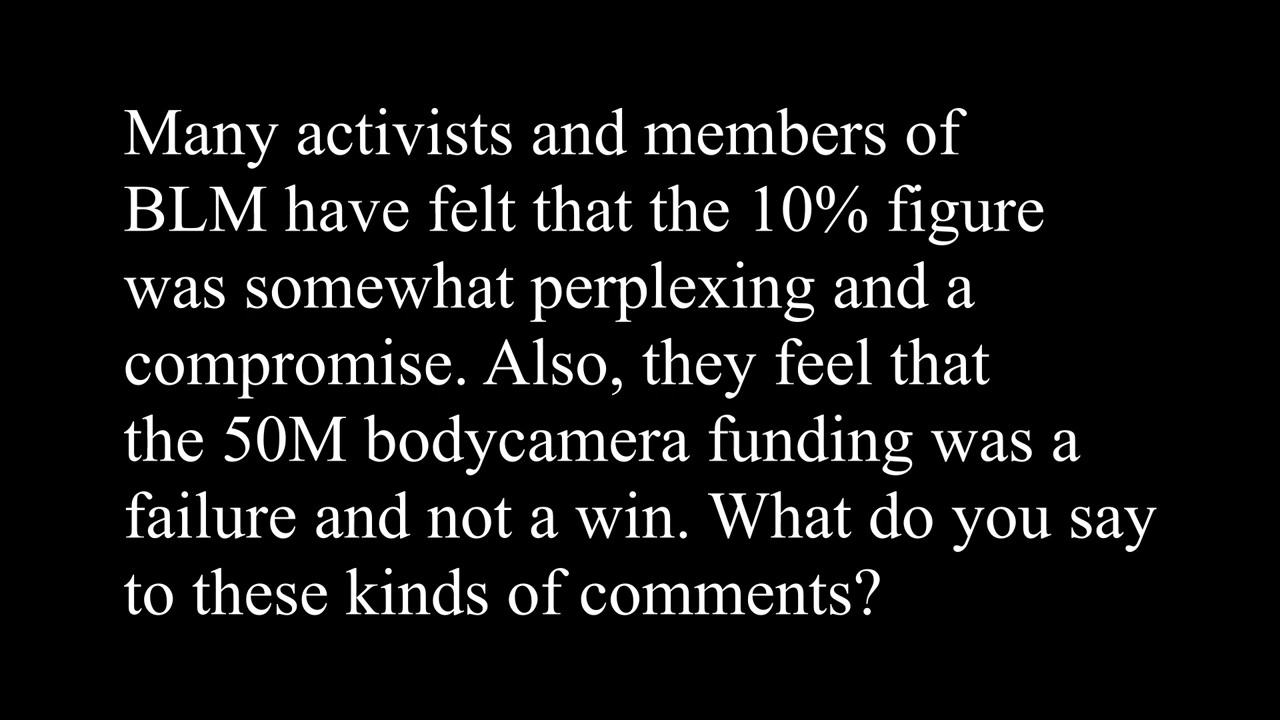 Many activists and members of
BLM have felt that the 10% figure
was somewhat perplexing and a
compromise. Also, they feel that
the 50M bodycamera funding was a
failure and not a win. What do you say
to these kinds of comments?